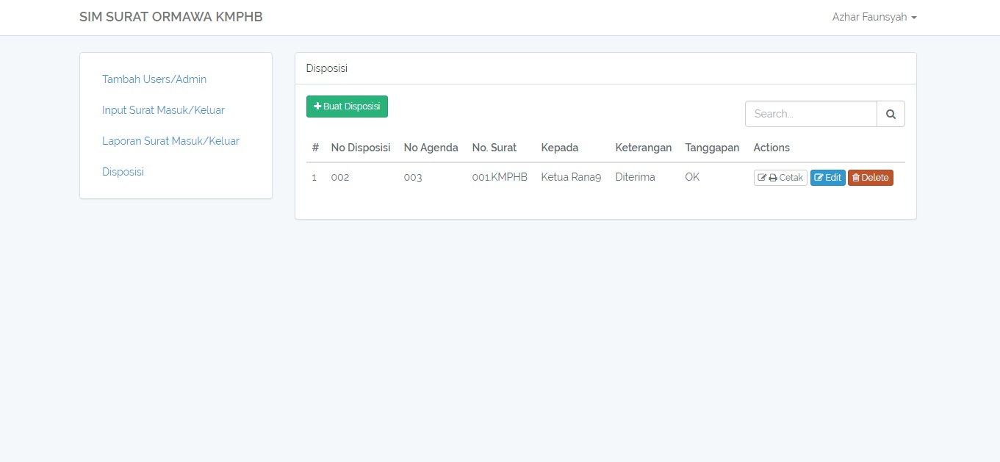 SIM SURAT ORMAWA KMPHB
Azhar Faunsyah
Tambah Users/Admin
Input Surat Masuk/Keluar
Laporan Surat Masuk/Keluar
Disposisi
Disposisi
Buat Disposisi
Search...
# No Disposisi No Agenda No. Surat Kepada Keterangan Tanggapan Actions
1 002 003 001.KMPHB Ketua Rana9 Diterima OK Cetak Edit Delete